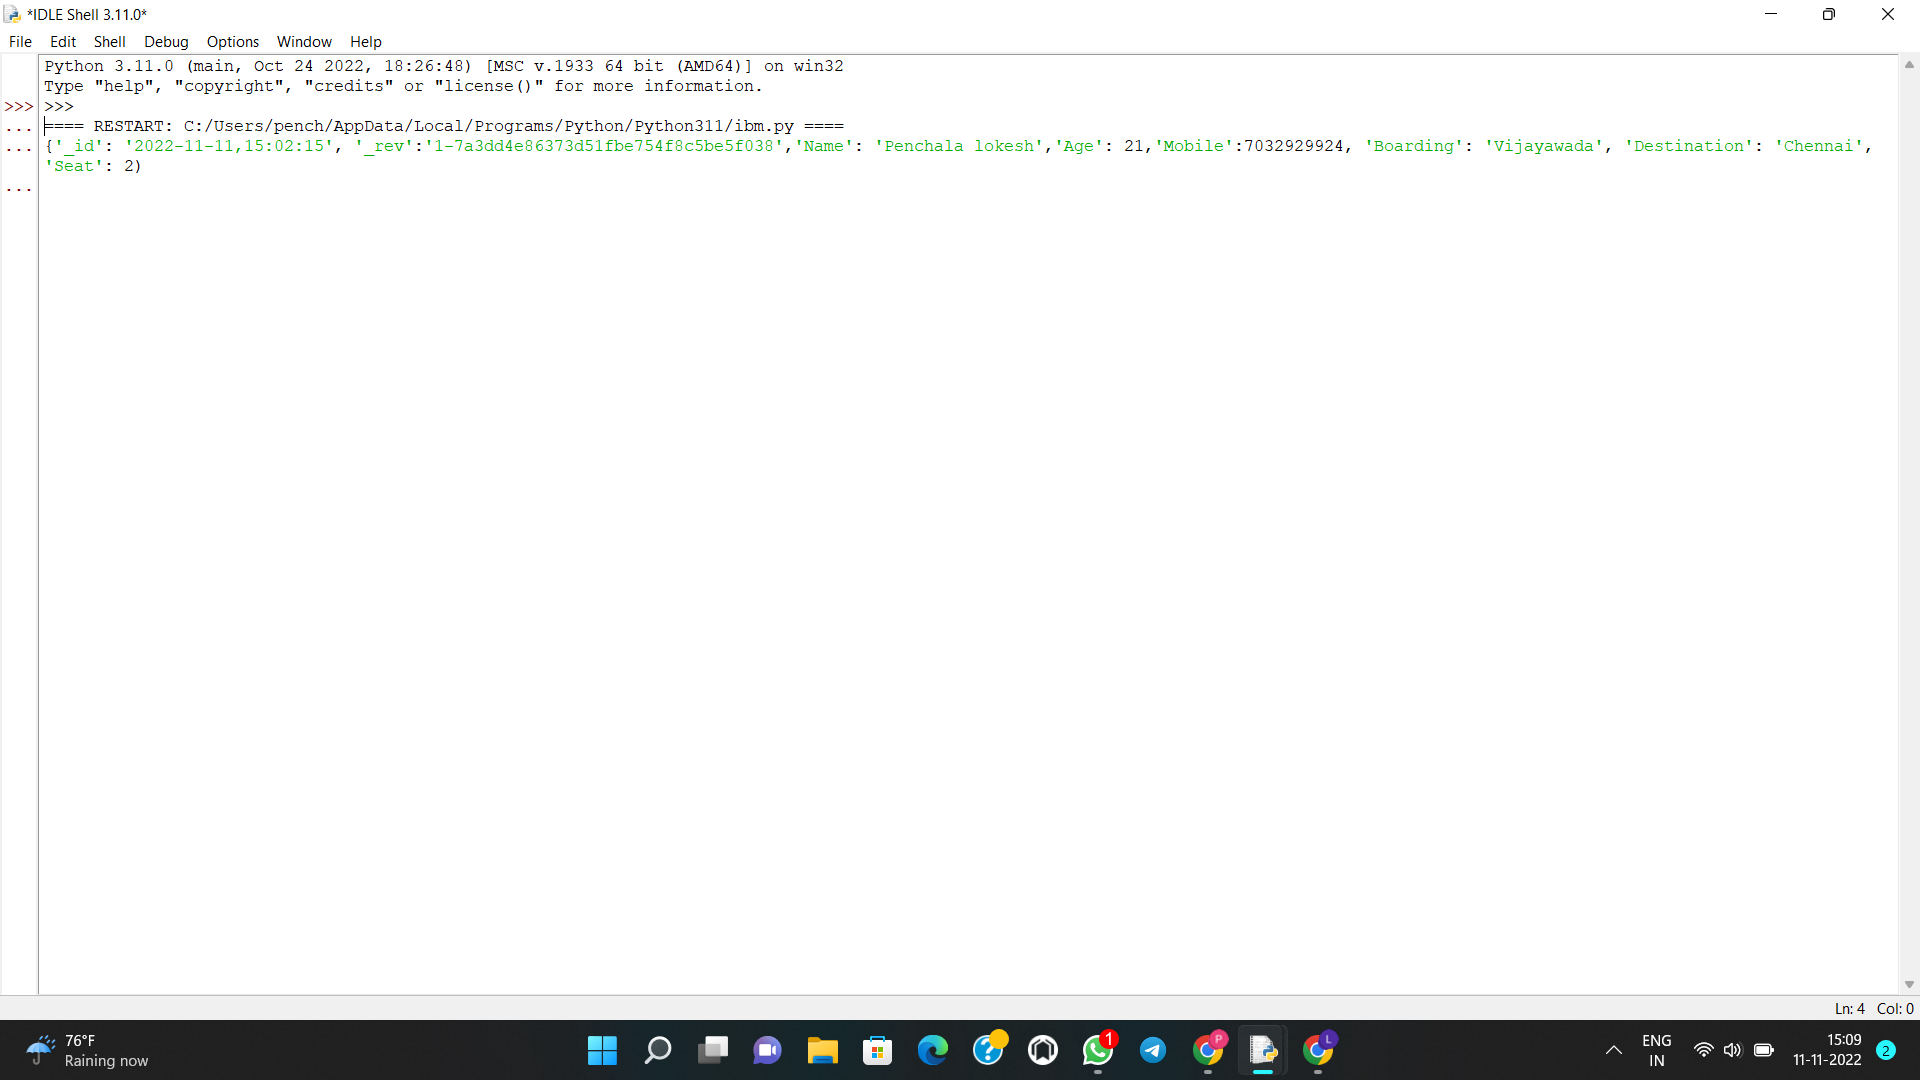 *IDLE Shell 3.11.0*
File Edit Shell Debug Options Window Help
Python 3.11.0 (main, Oct 24 2022, 18:26:48) [MSC v.1933 64 bit (AMD64)] on win32
Type "help", "copyright", "credits" or "license()" for more information.
>>> >>>
... ==== RESTART: C:/Users/pench/AppData/Local/Programs/Python/Python311/ibm.py ====
... {'_id': '2022-11-11,15:02:15', '_rev':'1-7a3dd4e86373d51fbe754f8c5be5f038','Name': 'Penchala lokesh','Age': 21,'Mobile':7032929924, 'Boarding': 'Vijayawada', 'Destination': 'Chennai',
'Seat': 2)
...
Ln: 4 Col: 0
76°F
Raining now
1
P
L
ENG
IN
15:09
11-11-2022
2